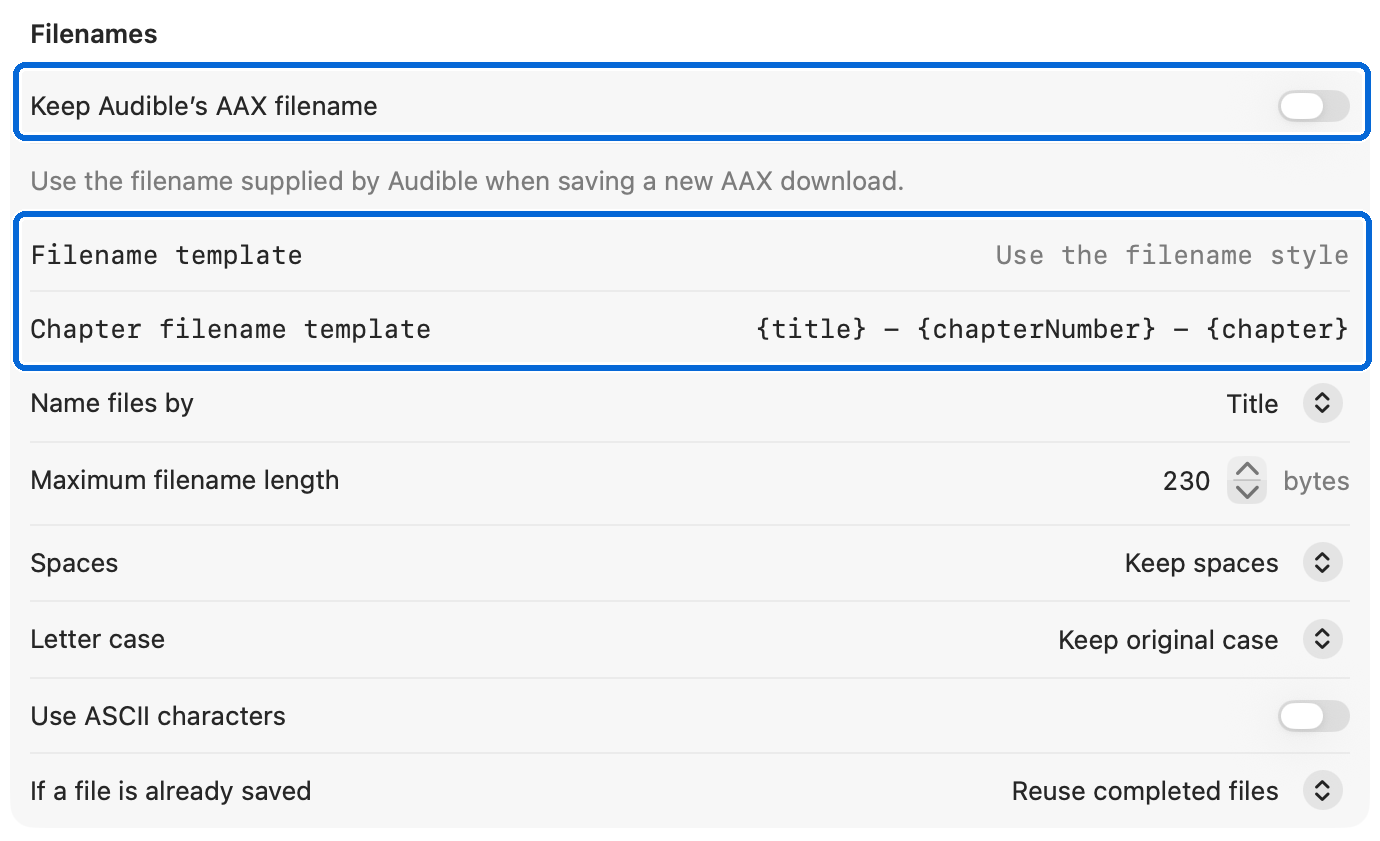 Filenames
Keep Audible’s AAX filename
Use the filename supplied by Audible when saving a new AAX download.
Filename template Use the filename style
Chapter filename template {title} – {chapterNumber} – {chapter}
Name files by Title
Maximum filename length 230 bytes
Spaces Keep spaces
Letter case Keep original case
Use ASCII characters
If a file is already saved Reuse completed files